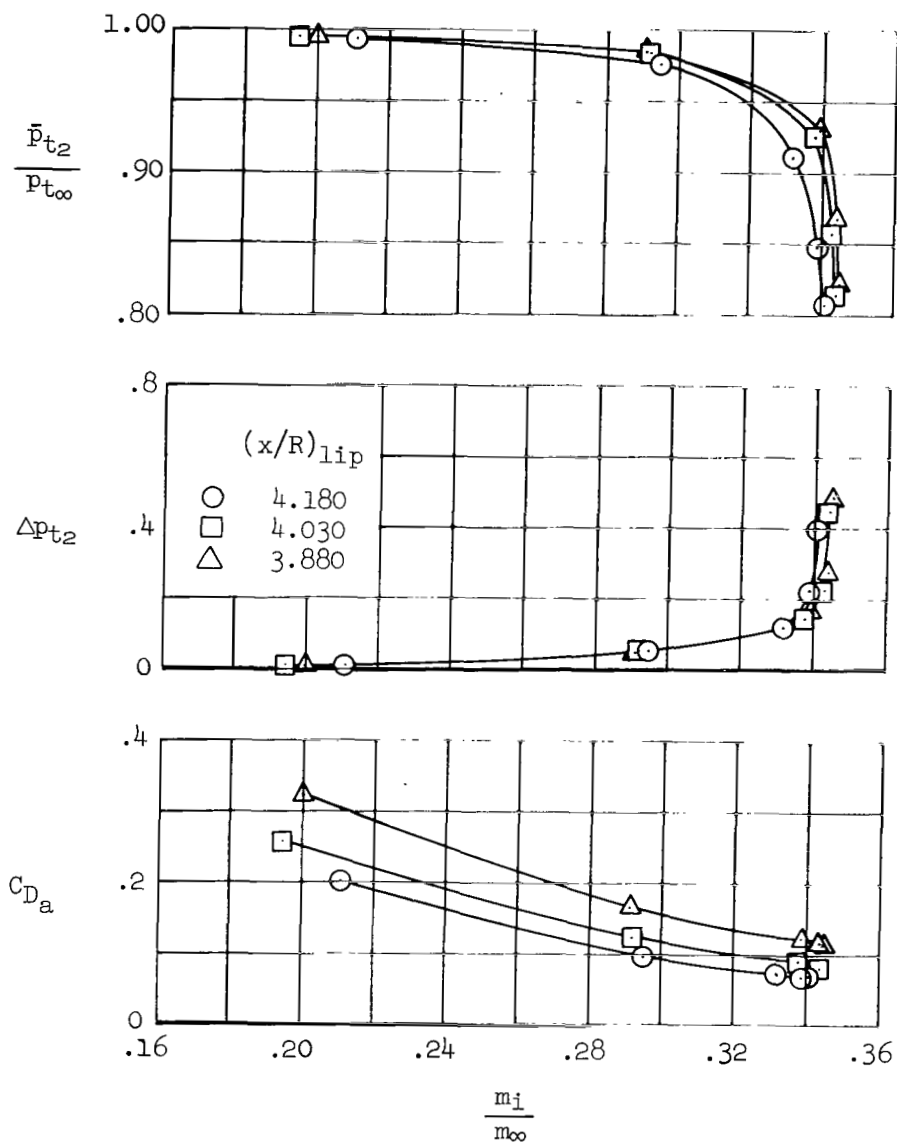 1.00
p̄t2
pt∞
.90
.80
.8
(x/R)lip
4.180
4.030
3.880
Δpt2
.4
0
.4
CDa
.2
0
.16 .20 .24 .28 .32 .36
mi
m∞